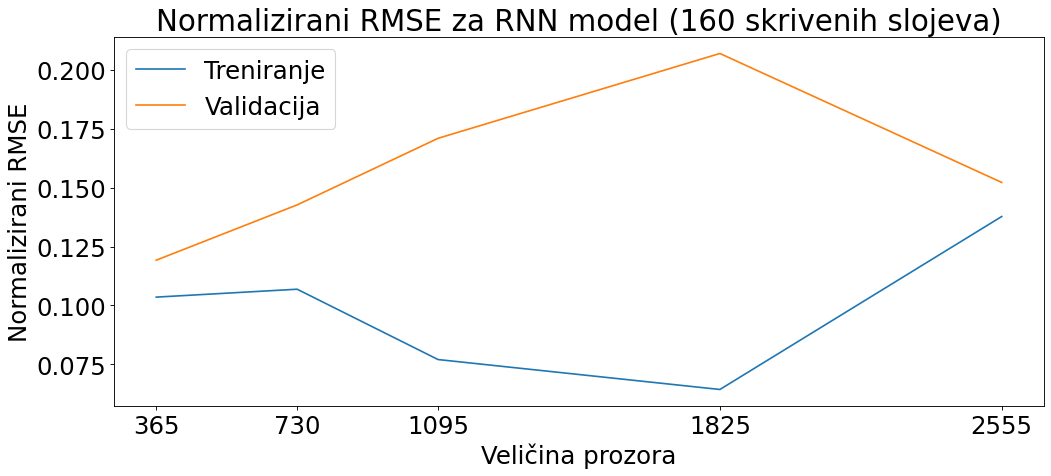 Normalizirani RMSE za RNN model (160 skrivenih slojeva)
Treniranje
Validacija
Normalizirani RMSE
0.200
0.175
0.150
0.125
0.100
0.075
365 730 1095 1825 2555
Veličina prozora